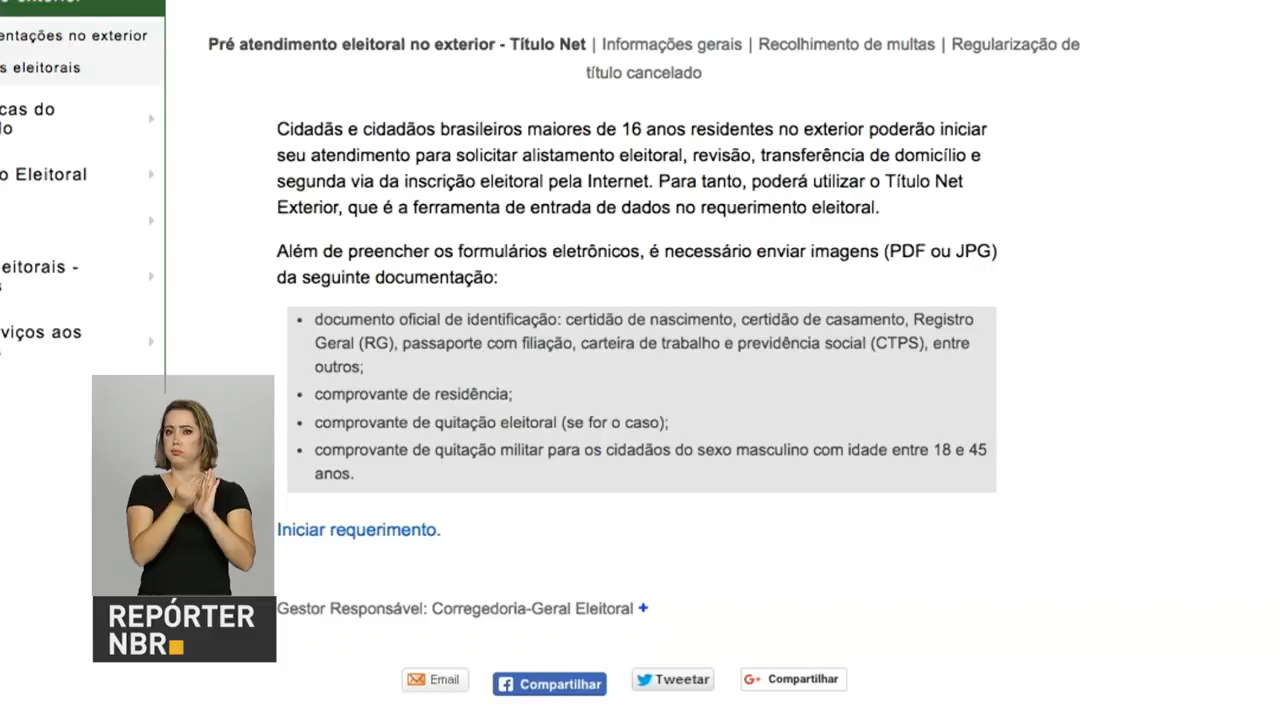 entações no exterior
s eleitorais
cas do
lo
o Eleitoral
eitorais -
s
viços aos
Pré atendimento eleitoral no exterior - Título Net | Informações gerais | Recolhimento de multas | Regularização de
título cancelado
Cidadãs e cidadãos brasileiros maiores de 16 anos residentes no exterior poderão iniciar
seu atendimento para solicitar alistamento eleitoral, revisão, transferência de domicílio e
segunda via da inscrição eleitoral pela Internet. Para tanto, poderá utilizar o Título Net
Exterior, que é a ferramenta de entrada de dados no requerimento eleitoral.
Além de preencher os formulários eletrônicos, é necessário enviar imagens (PDF ou JPG)
da seguinte documentação:
• documento oficial de identificação: certidão de nascimento, certidão de casamento, Registro
Geral (RG), passaporte com filiação, carteira de trabalho e previdência social (CTPS), entre
outros;
• comprovante de residência;
• comprovante de quitação eleitoral (se for o caso);
• comprovante de quitação militar para os cidadãos do sexo masculino com idade entre 18 e 45
anos.
Iniciar requerimento.
Gestor Responsável: Corregedoria-Geral Eleitoral +
REPÓRTER
NBR
Email
Compartilhar
Tweetar
G+ Compartilhar